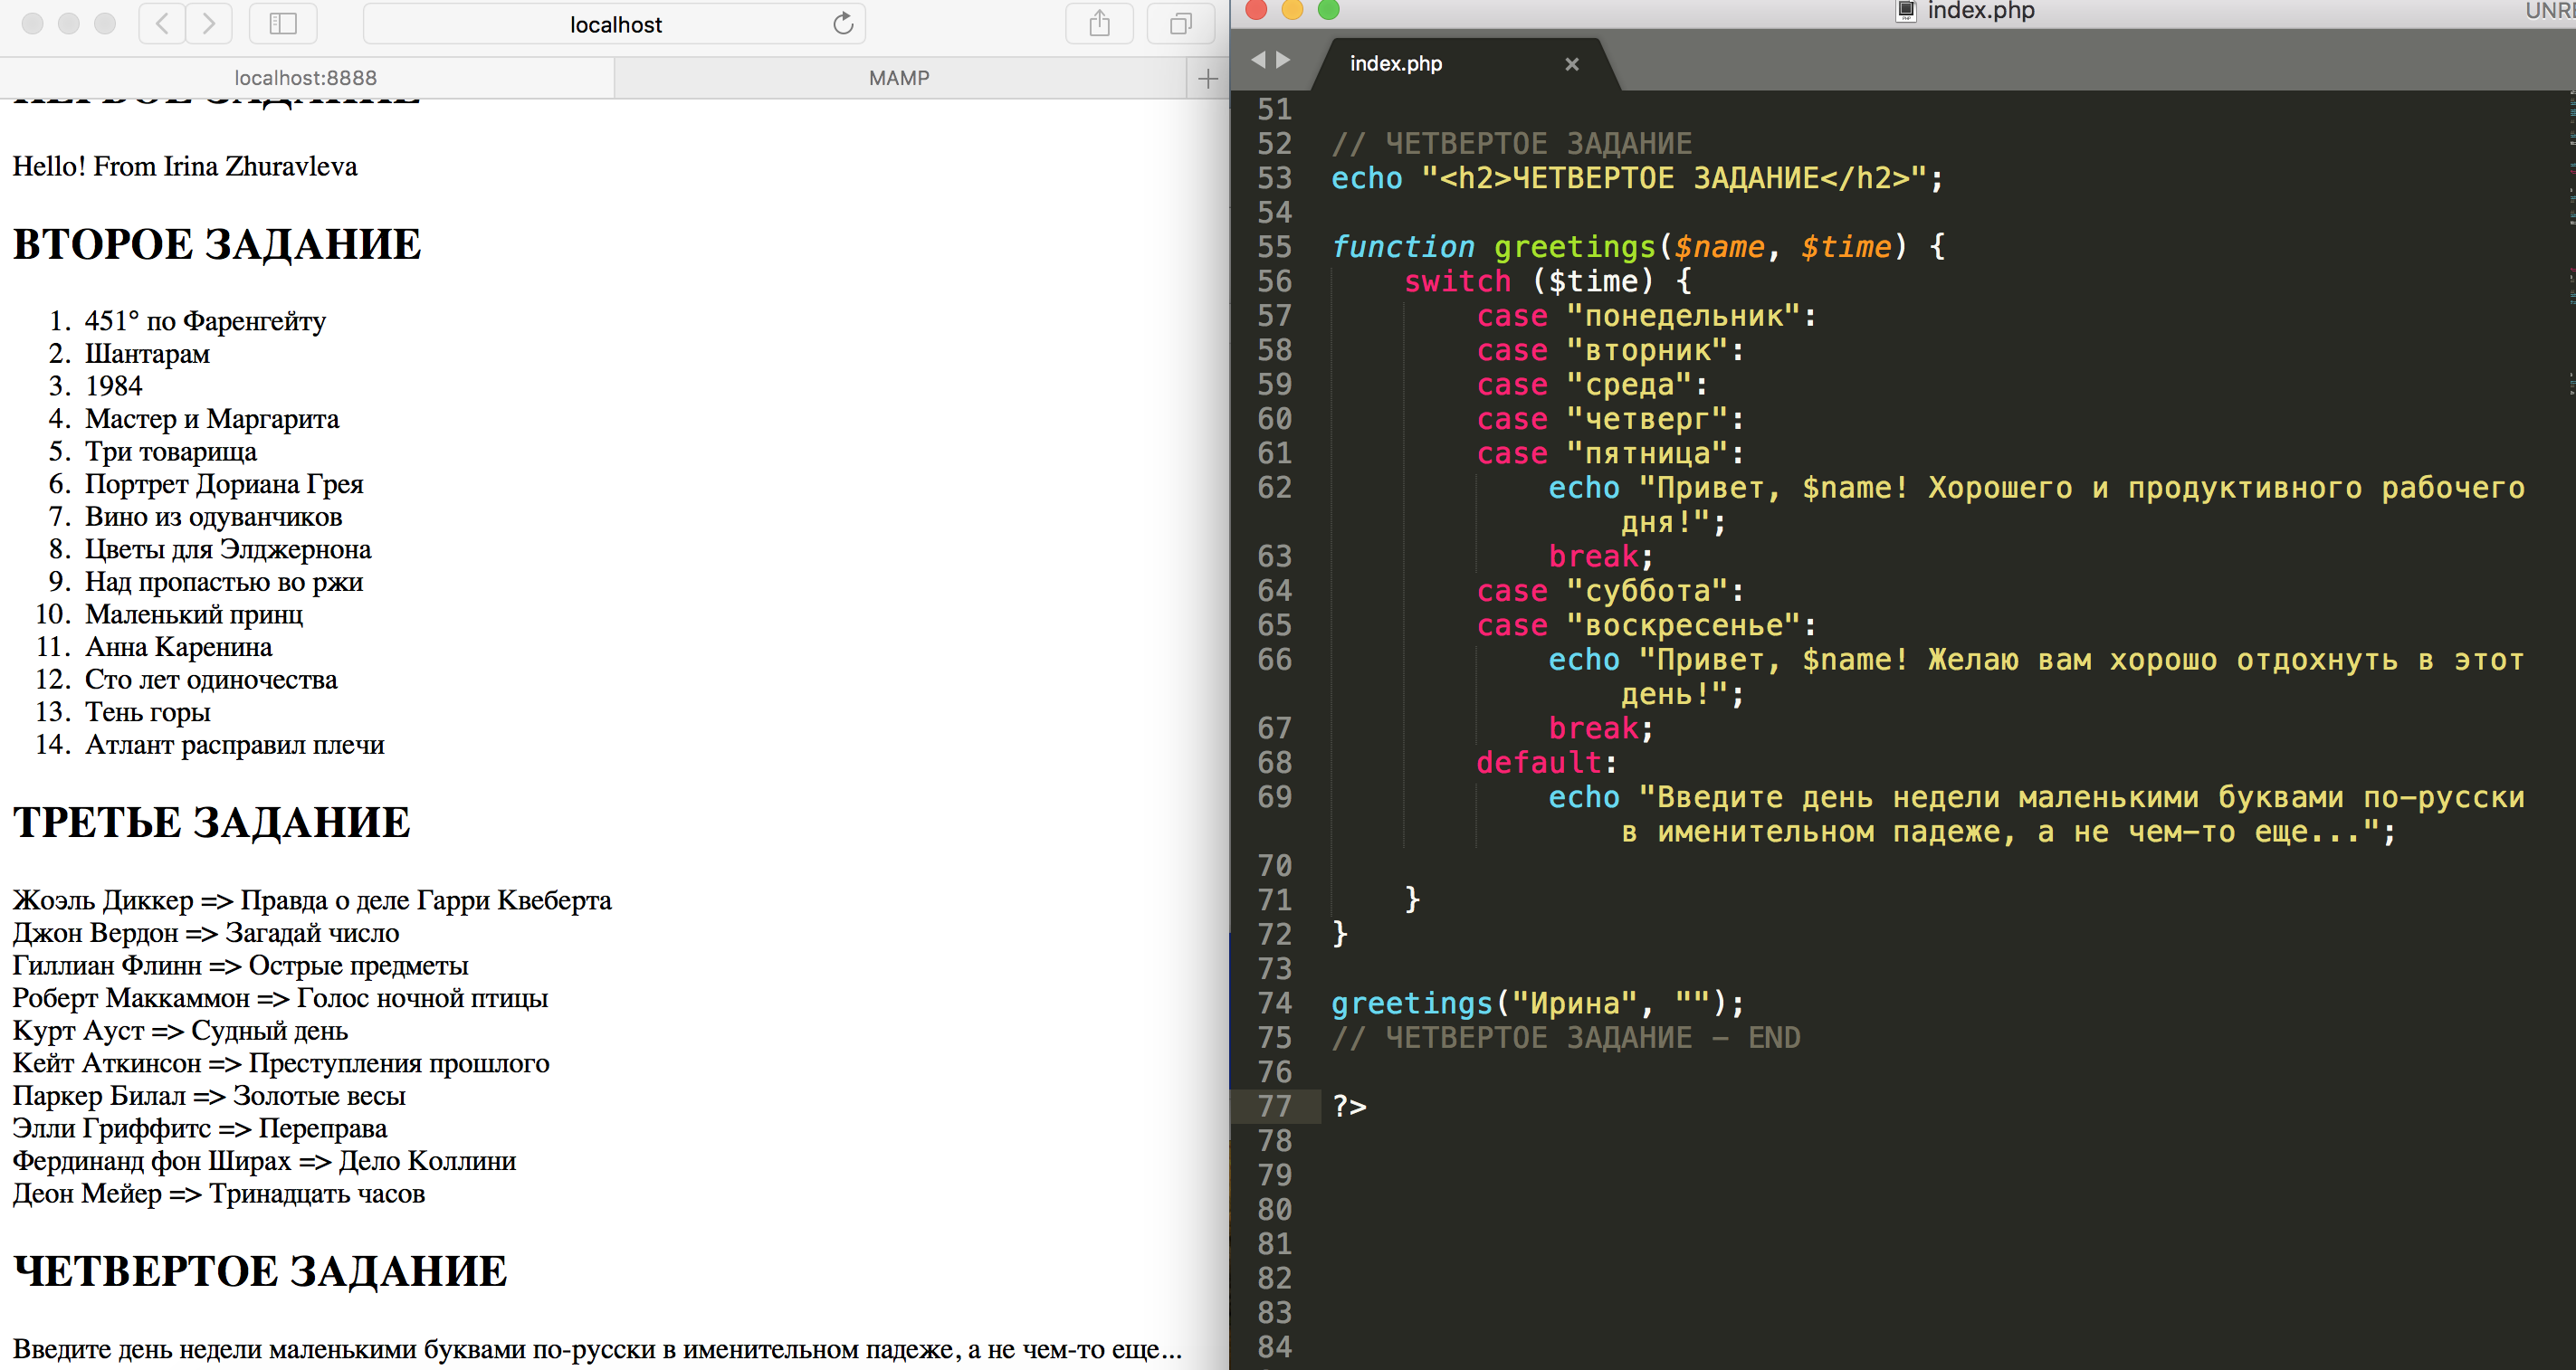 localhost
localhost:8888
MAMP
ПЕРВОЕ ЗАДАНИЕ
Hello! From Irina Zhuravleva
ВТОРОЕ ЗАДАНИЕ
1. 451° по Фаренгейту
2. Шантарам
3. 1984
4. Мастер и Маргарита
5. Три товарища
6. Портрет Дориана Грея
7. Вино из одуванчиков
8. Цветы для Элджернона
9. Над пропастью во ржи
10. Маленький принц
11. Анна Каренина
12. Сто лет одиночества
13. Тень горы
14. Атлант расправил плечи
ТРЕТЬЕ ЗАДАНИЕ
Жоэль Диккер => Правда о деле Гарри Квеберта
Джон Вердон => Загадай число
Гиллиан Флинн => Острые предметы
Роберт Маккаммон => Голос ночной птицы
Курт Ауст => Судный день
Кейт Аткинсон => Преступления прошлого
Паркер Билал => Золотые весы
Элли Гриффитс => Переправа
Фердинанд фон Ширах => Дело Коллини
Деон Мейер => Тринадцать часов
ЧЕТВЕРТОЕ ЗАДАНИЕ
Введите день недели маленькими буквами по-русски в именительном падеже, а не чем-то еще...
index.php
index.php ×
51
52 // ЧЕТВЕРТОЕ ЗАДАНИЕ
53 echo "<h2>ЧЕТВЕРТОЕ ЗАДАНИЕ</h2>";
54
55 function greetings($name, $time) {
56 switch ($time) {
57 case "понедельник":
58 case "вторник":
59 case "среда":
60 case "четверг":
61 case "пятница":
62 echo "Привет, $name! Хорошего и продуктивного рабочего
дня!";
63 break;
64 case "суббота":
65 case "воскресенье":
66 echo "Привет, $name! Желаю вам хорошо отдохнуть в этот
день!";
67 break;
68 default:
69 echo "Введите день недели маленькими буквами по-русски
в именительном падеже, а не чем-то еще...";
70
71 }
72 }
73
74 greetings("Ирина", "");
75 // ЧЕТВЕРТОЕ ЗАДАНИЕ - END
76
77 ?>
78
79
80
81
82
83
84